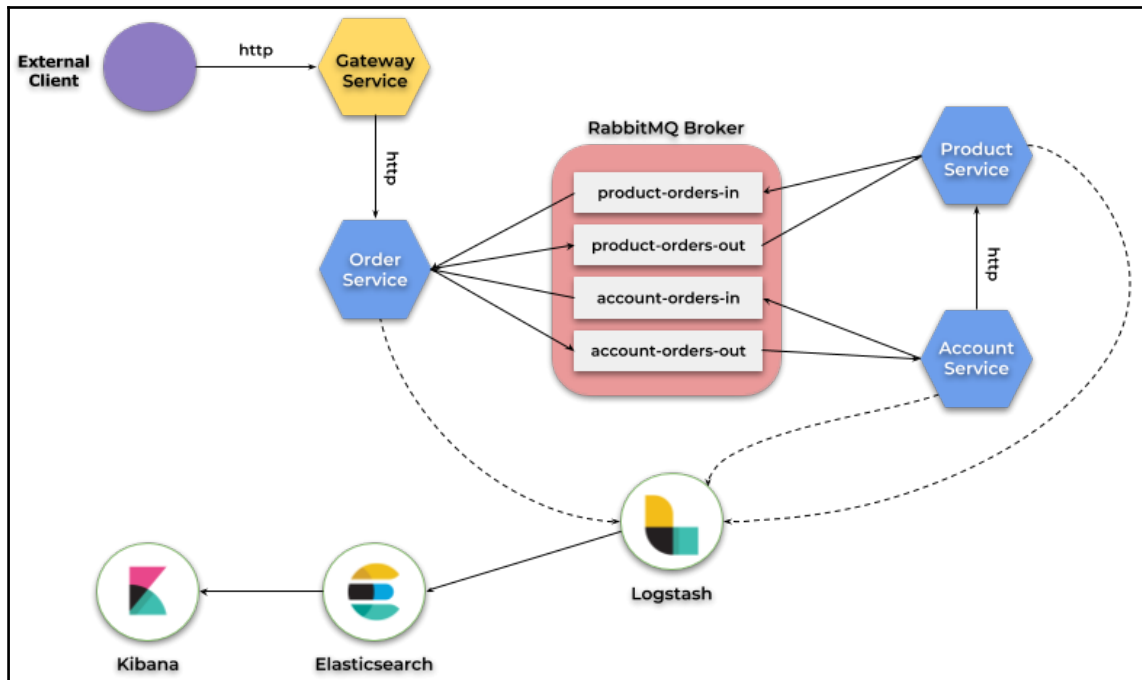 http
External
Client
Gateway
Service
http
RabbitMQ Broker
product-orders-in
product-orders-out
account-orders-in
account-orders-out
Order
Service
Product
Service
http
Account
Service
Logstash
Kibana
Elasticsearch